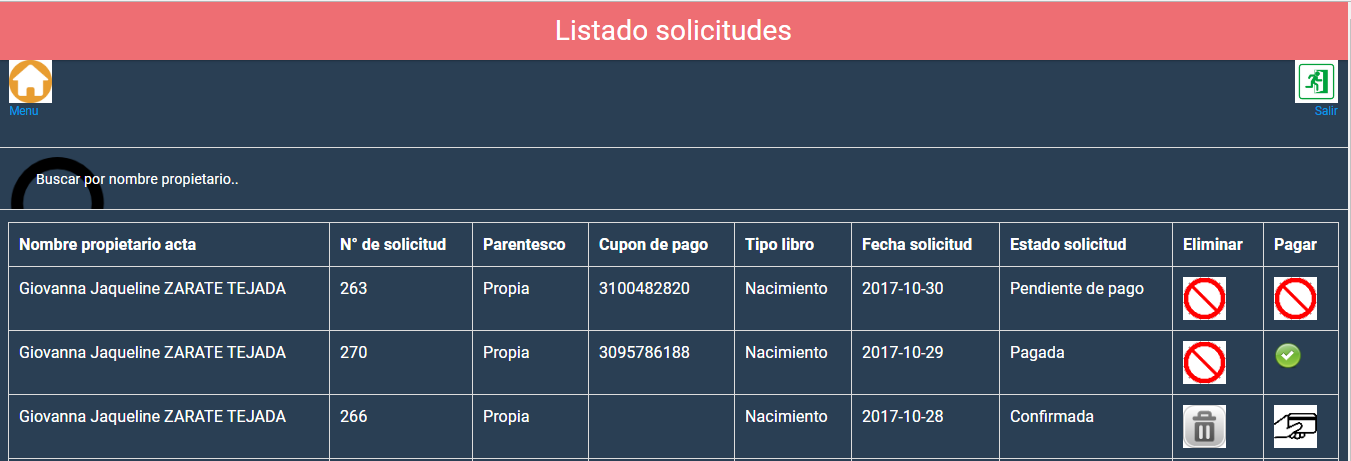 Listado solicitudes
Menu
Salir
Buscar por nombre propietario..
Nombre propietario acta N° de solicitud Parentesco Cupon de pago Tipo libro Fecha solicitud Estado solicitud Eliminar Pagar
Giovanna Jaqueline ZARATE TEJADA 263 Propia 3100482820 Nacimiento 2017-10-30 Pendiente de pago
Giovanna Jaqueline ZARATE TEJADA 270 Propia 3095786188 Nacimiento 2017-10-29 Pagada
Giovanna Jaqueline ZARATE TEJADA 266 Propia Nacimiento 2017-10-28 Confirmada